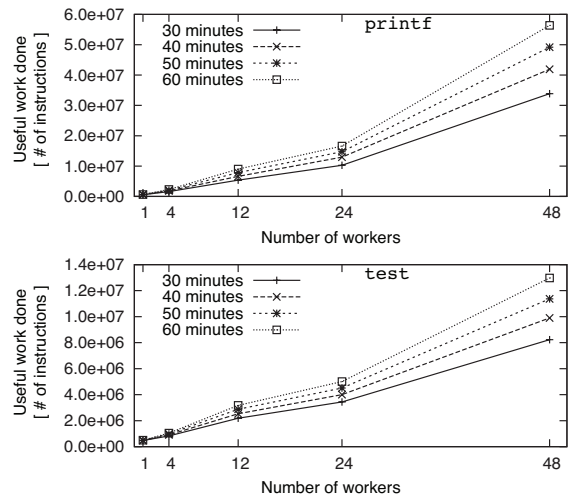 printf
30 minutes
40 minutes
50 minutes
60 minutes
6.0e+07
5.0e+07
4.0e+07
3.0e+07
2.0e+07
1.0e+07
0.0e+00
Useful work done
[ # of instructions ]
1 4 12 24 48
Number of workers
test
30 minutes
40 minutes
50 minutes
60 minutes
1.4e+07
1.2e+07
1.0e+07
8.0e+06
6.0e+06
4.0e+06
2.0e+06
0.0e+00
Useful work done
[ # of instructions ]
1 4 12 24 48
Number of workers